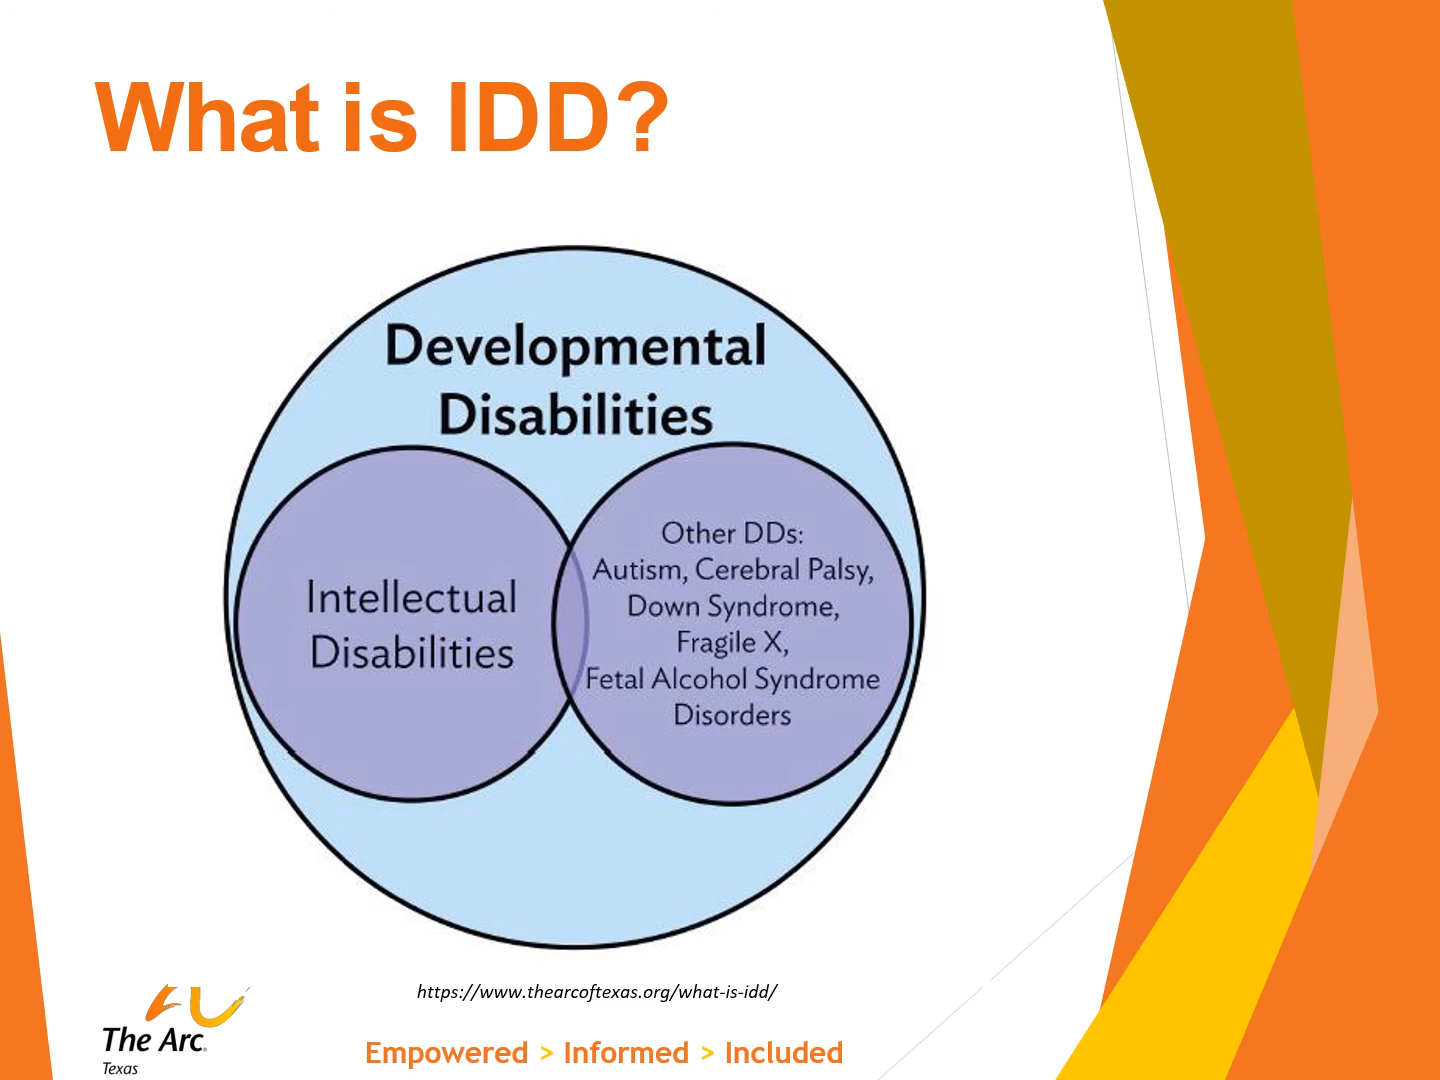 What is IDD?
Developmental
Disabilities
Intellectual
Disabilities
Other DDs:
Autism, Cerebral Palsy,
Down Syndrome,
Fragile X,
Fetal Alcohol Syndrome
Disorders
https://www.thearcoftexas.org/what-is-idd/
The Arc.
Texas
Empowered > Informed > Included